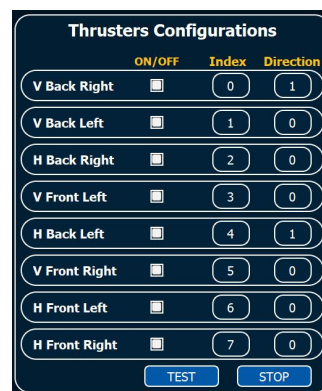 Thrusters Configurations
ON/OFF Index Direction
V Back Right 0 1
V Back Left 1 0
H Back Right 2 0
V Front Left 3 0
H Back Left 4 1
V Front Right 5 0
H Front Left 6 0
H Front Right 7 0
TEST STOP